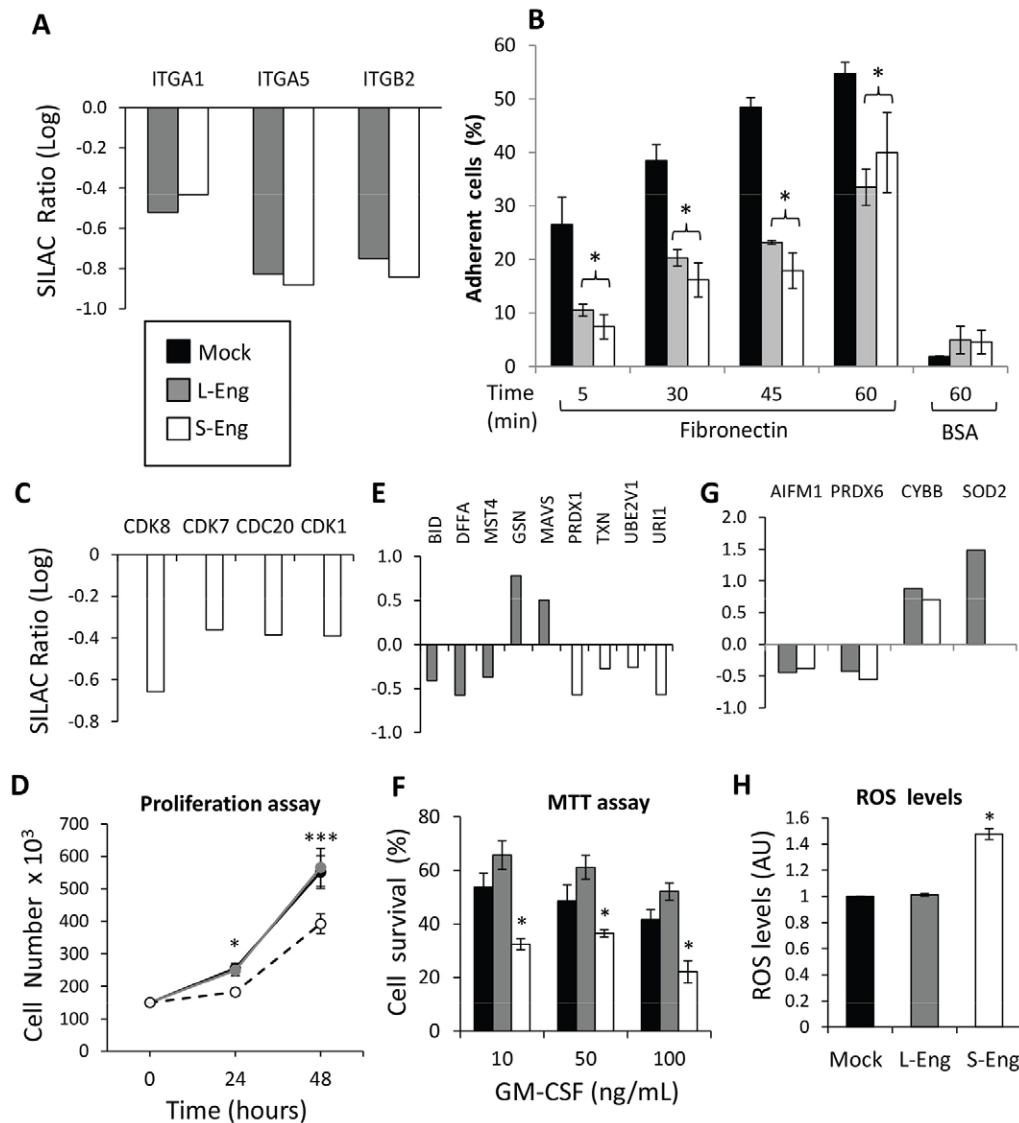 A
ITGA1 ITGA5 ITGB2
SILAC Ratio (Log)
0.0
-0.2
-0.4
-0.6
-0.8
-1.0
Mock
L-Eng
S-Eng
B
Adherent cells (%)
60
50
40
30
20
10
0
* * * *
Time (min)
5 30 45 60 60
Fibronectin BSA
C
CDK8 CDK7 CDC20 CDK1
SILAC Ratio (Log)
0
-0.2
-0.4
-0.6
-0.8
E
BID DFFA MST4 GSN MAVS PRDX1 TXN UBE2V1 URI1
1.0
0.5
0.0
-0.5
-1.0
G
AIFM1 PRDX6 CYBB SOD2
2.0
1.5
1.0
0.5
0
-0.5
-1.0
D
Proliferation assay
Cell Number x 10³
700
600
500
400
300
200
100
0
* ***
0 24 48
Time (hours)
F
MTT assay
Cell survival (%)
80
60
40
20
0
* * *
10 50 100
GM-CSF (ng/mL)
H
ROS levels
ROS levels (AU)
1.6
1.4
1.2
1
0.8
0.6
0.4
0.2
0
*
Mock L-Eng S-Eng